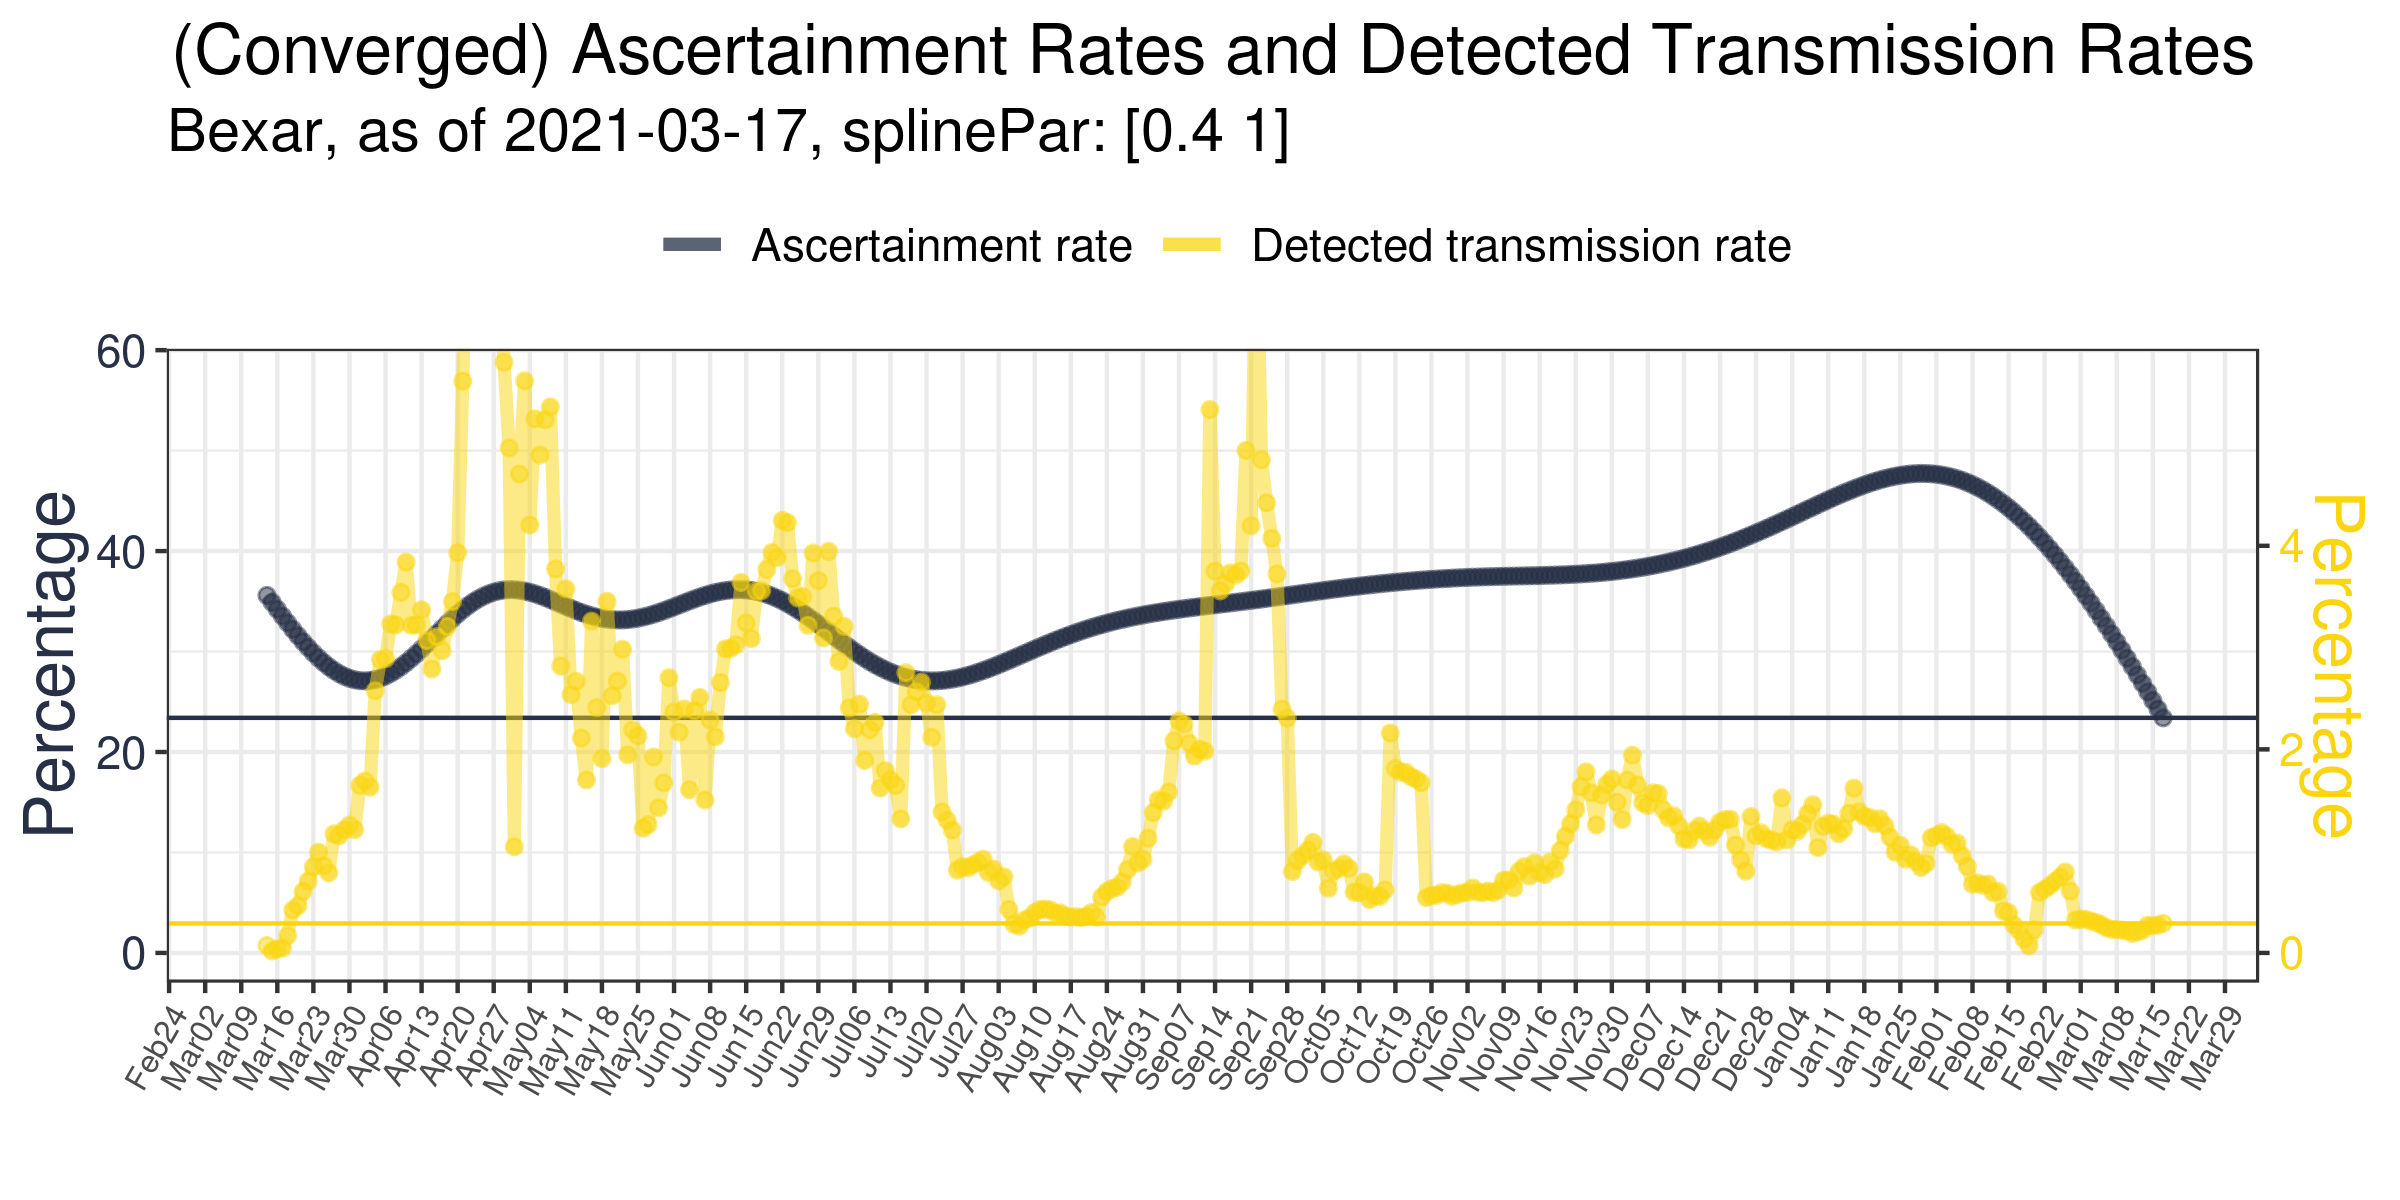 (Converged) Ascertainment Rates and Detected Transmission Rates
Bexar, as of 2021-03-17, splinePar: [0.4 1]
Ascertainment rate
Detected transmission rate
Percentage
60
40
20
0
Percentage
4
2
0
Feb24
Mar02
Mar09
Mar16
Mar23
Mar30
Apr06
Apr13
Apr20
Apr27
May04
May11
May18
May25
Jun01
Jun08
Jun15
Jun22
Jun29
Jul06
Jul13
Jul20
Jul27
Aug03
Aug10
Aug17
Aug24
Aug31
Sep07
Sep14
Sep21
Sep28
Oct05
Oct12
Oct19
Oct26
Nov02
Nov09
Nov16
Nov23
Nov30
Dec07
Dec14
Dec21
Dec28
Jan04
Jan11
Jan18
Jan25
Feb01
Feb08
Feb15
Feb22
Mar01
Mar08
Mar15
Mar22
Mar29